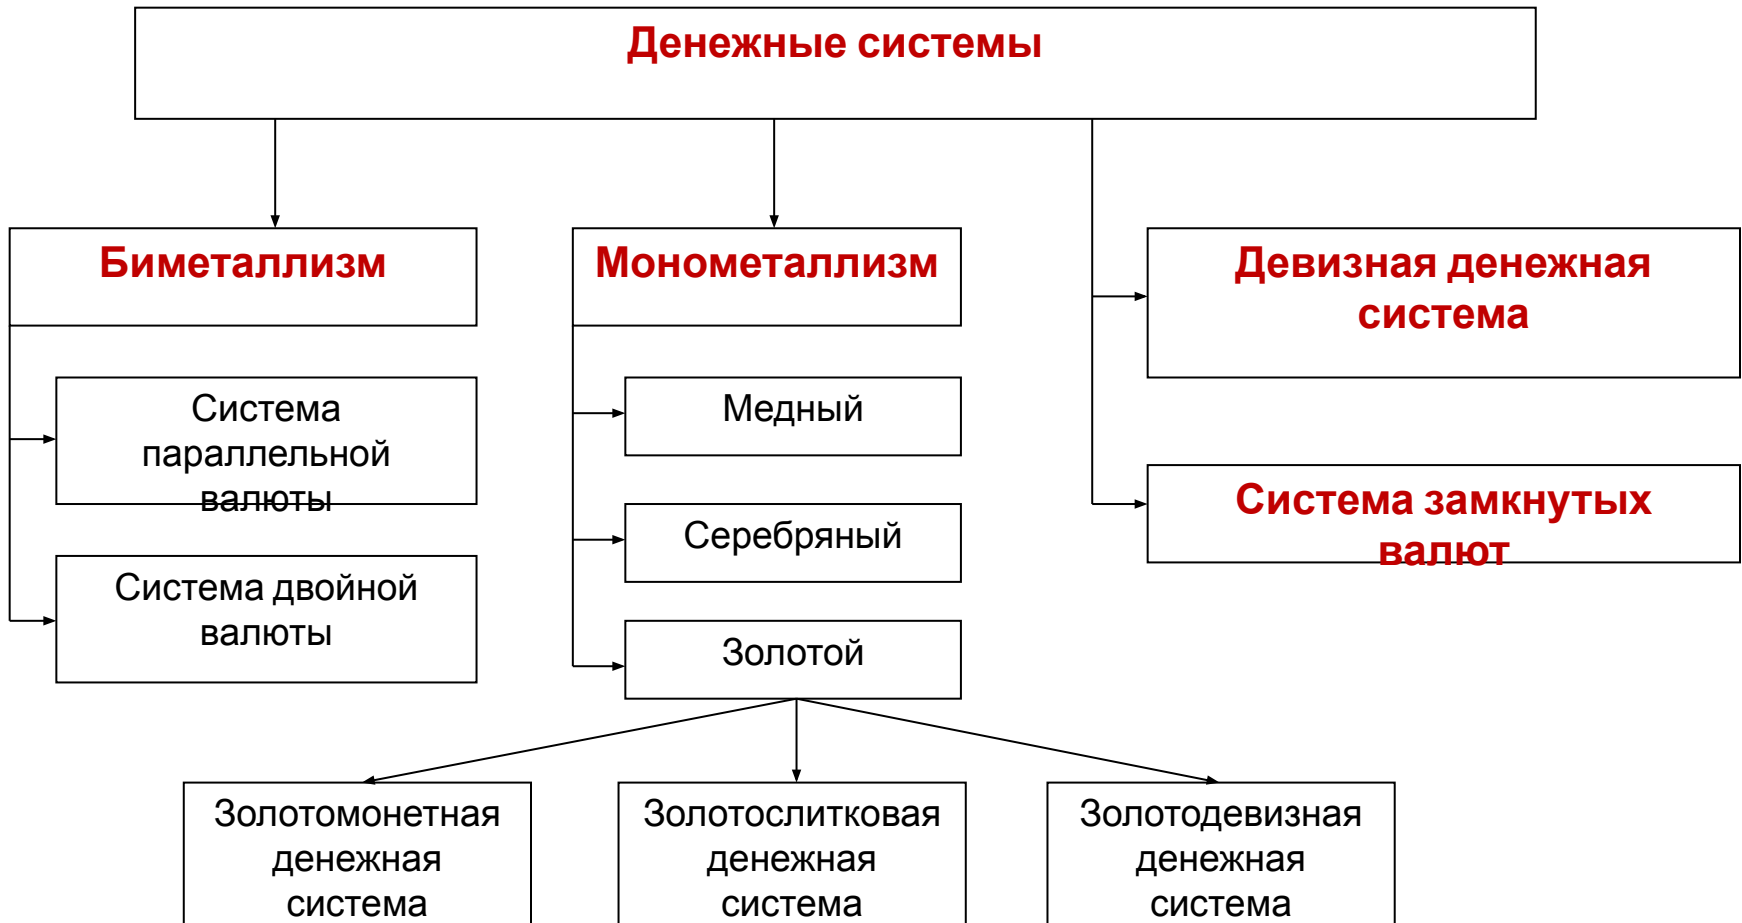 Денежные системы
Биметаллизм
Монометаллизм
Девизная денежная
система
Система
параллельной
валюты
Медный
Система замкнутых
валют
Серебряный
Система двойной
валюты
Золотой
Золотомонетная
денежная
система
Золотослитковая
денежная
система
Золотодевизная
денежная
система